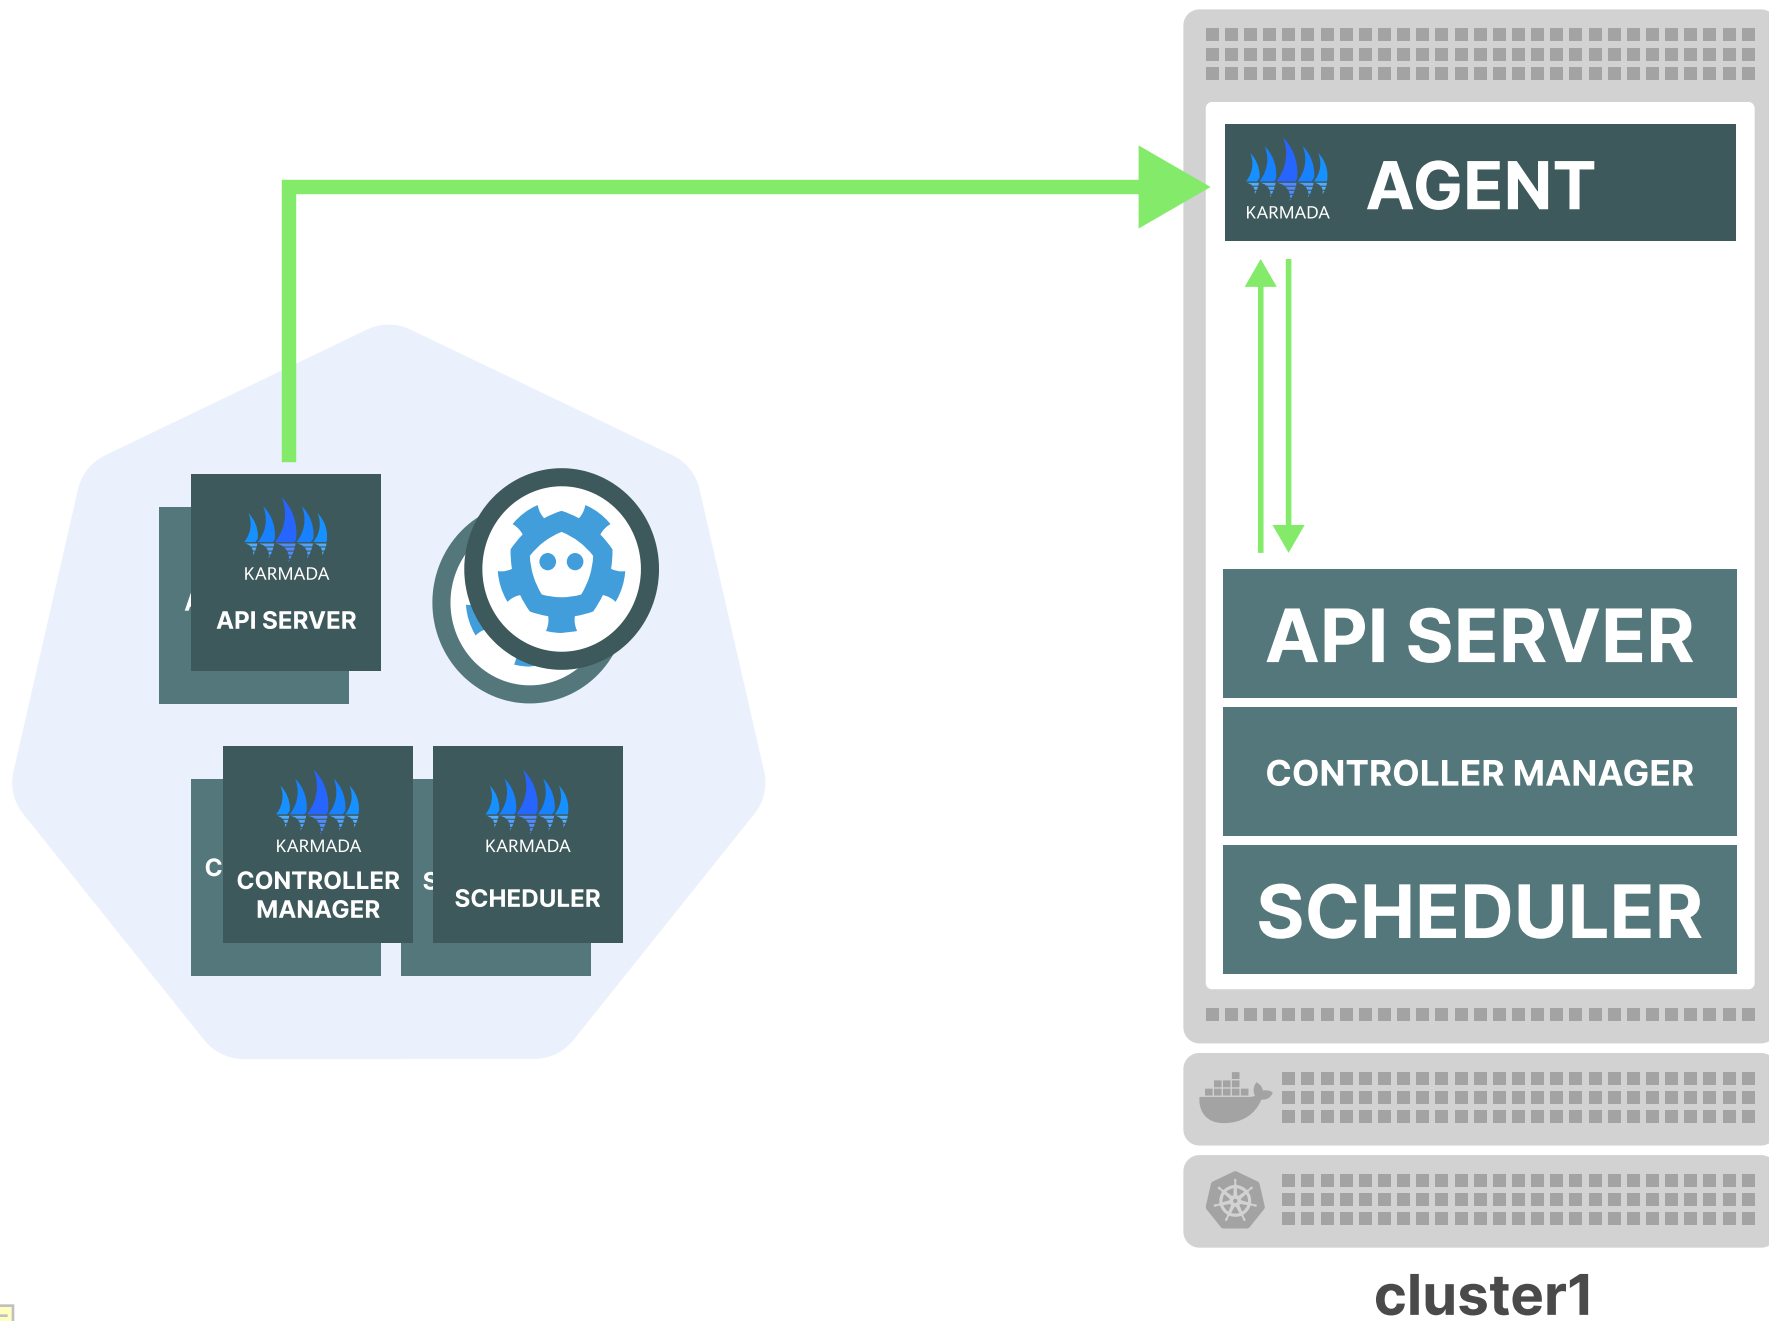 KARMADA
AGENT
KARMADA
API SERVER
KARMADA
CONTROLLER
MANAGER
KARMADA
SCHEDULER
API SERVER
CONTROLLER MANAGER
SCHEDULER
cluster1